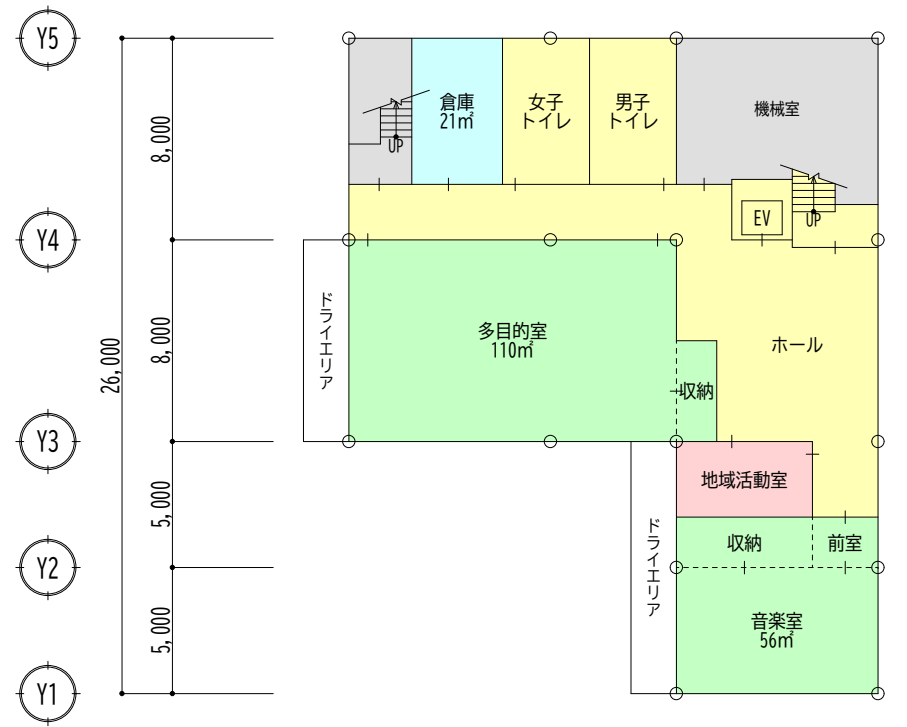 Y5
倉庫
21㎡
女子
トイレ
男子
トイレ
機械室
UP
8,000
EV
UP
Y4
ドライエリア
多目的室
110㎡
ホール
8,000
26,000
収納
Y3
地域活動室
5,000
ドライエリア
収納
前室
Y2
音楽室
56㎡
5,000
Y1